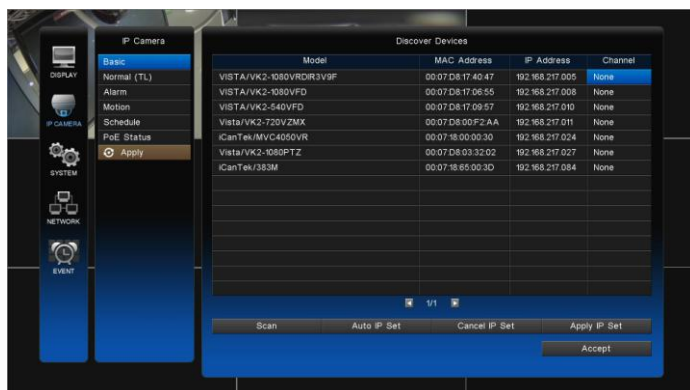 IP Camera
Discover Devices
DISPLAY
IP CAMERA
SYSTEM
NETWORK
EVENT
Basic
Normal (TL)
Alarm
Motion
Schedule
PoE Status
Apply
Model MAC Address IP Address Channel
VISTA/VK2-1080VRDIR3V9F 00:07:D8:17:40:47 192.168.217.005 None
VISTA/VK2-1080VFD 00:07:D8:17:06:55 192.168.217.008 None
VISTA/VK2-540VFD 00:07:D8:17:09:57 192.168.217.010 None
Vista/VK2-720VZMX 00:07:D8:00:F2:AA 192.168.217.011 None
iCanTek/MVC4050VR 00:07:18:00:00:30 192.168.217.024 None
Vista/VK2-1080PTZ 00:07:D8:03:32:02 192.168.217.027 None
iCanTek/383M 00:07:18:65:00:3D 192.168.217.084 None
1/1
Scan Auto IP Set Cancel IP Set Apply IP Set
Accept